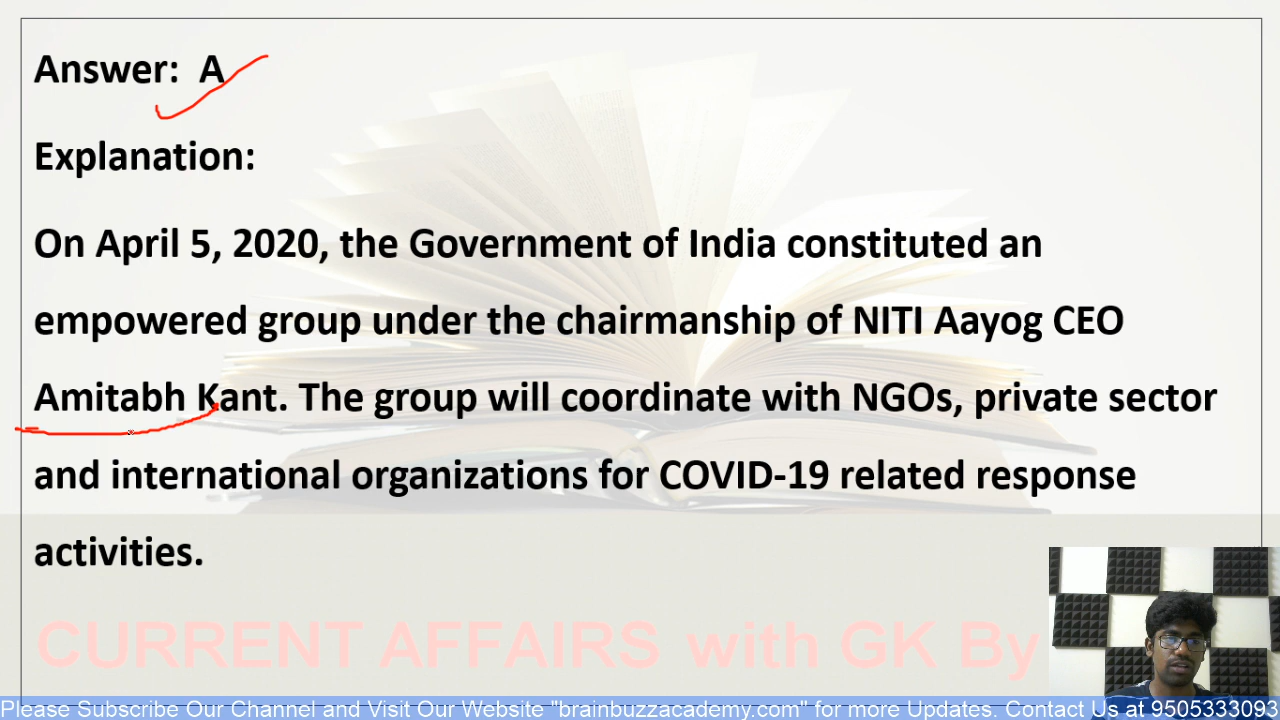 Answer: A
Explanation:
On April 5, 2020, the Government of India constituted an
empowered group under the chairmanship of NITI Aayog CEO
Amitabh Kant. The group will coordinate with NGOs, private sector
and international organizations for COVID-19 related response
activities.
CURRENT AFFAIRS with GK By
Please Subscribe Our Channel and Visit Our Website "brainbuzzacademy.com" for more Updates. Contact Us at 9505333093